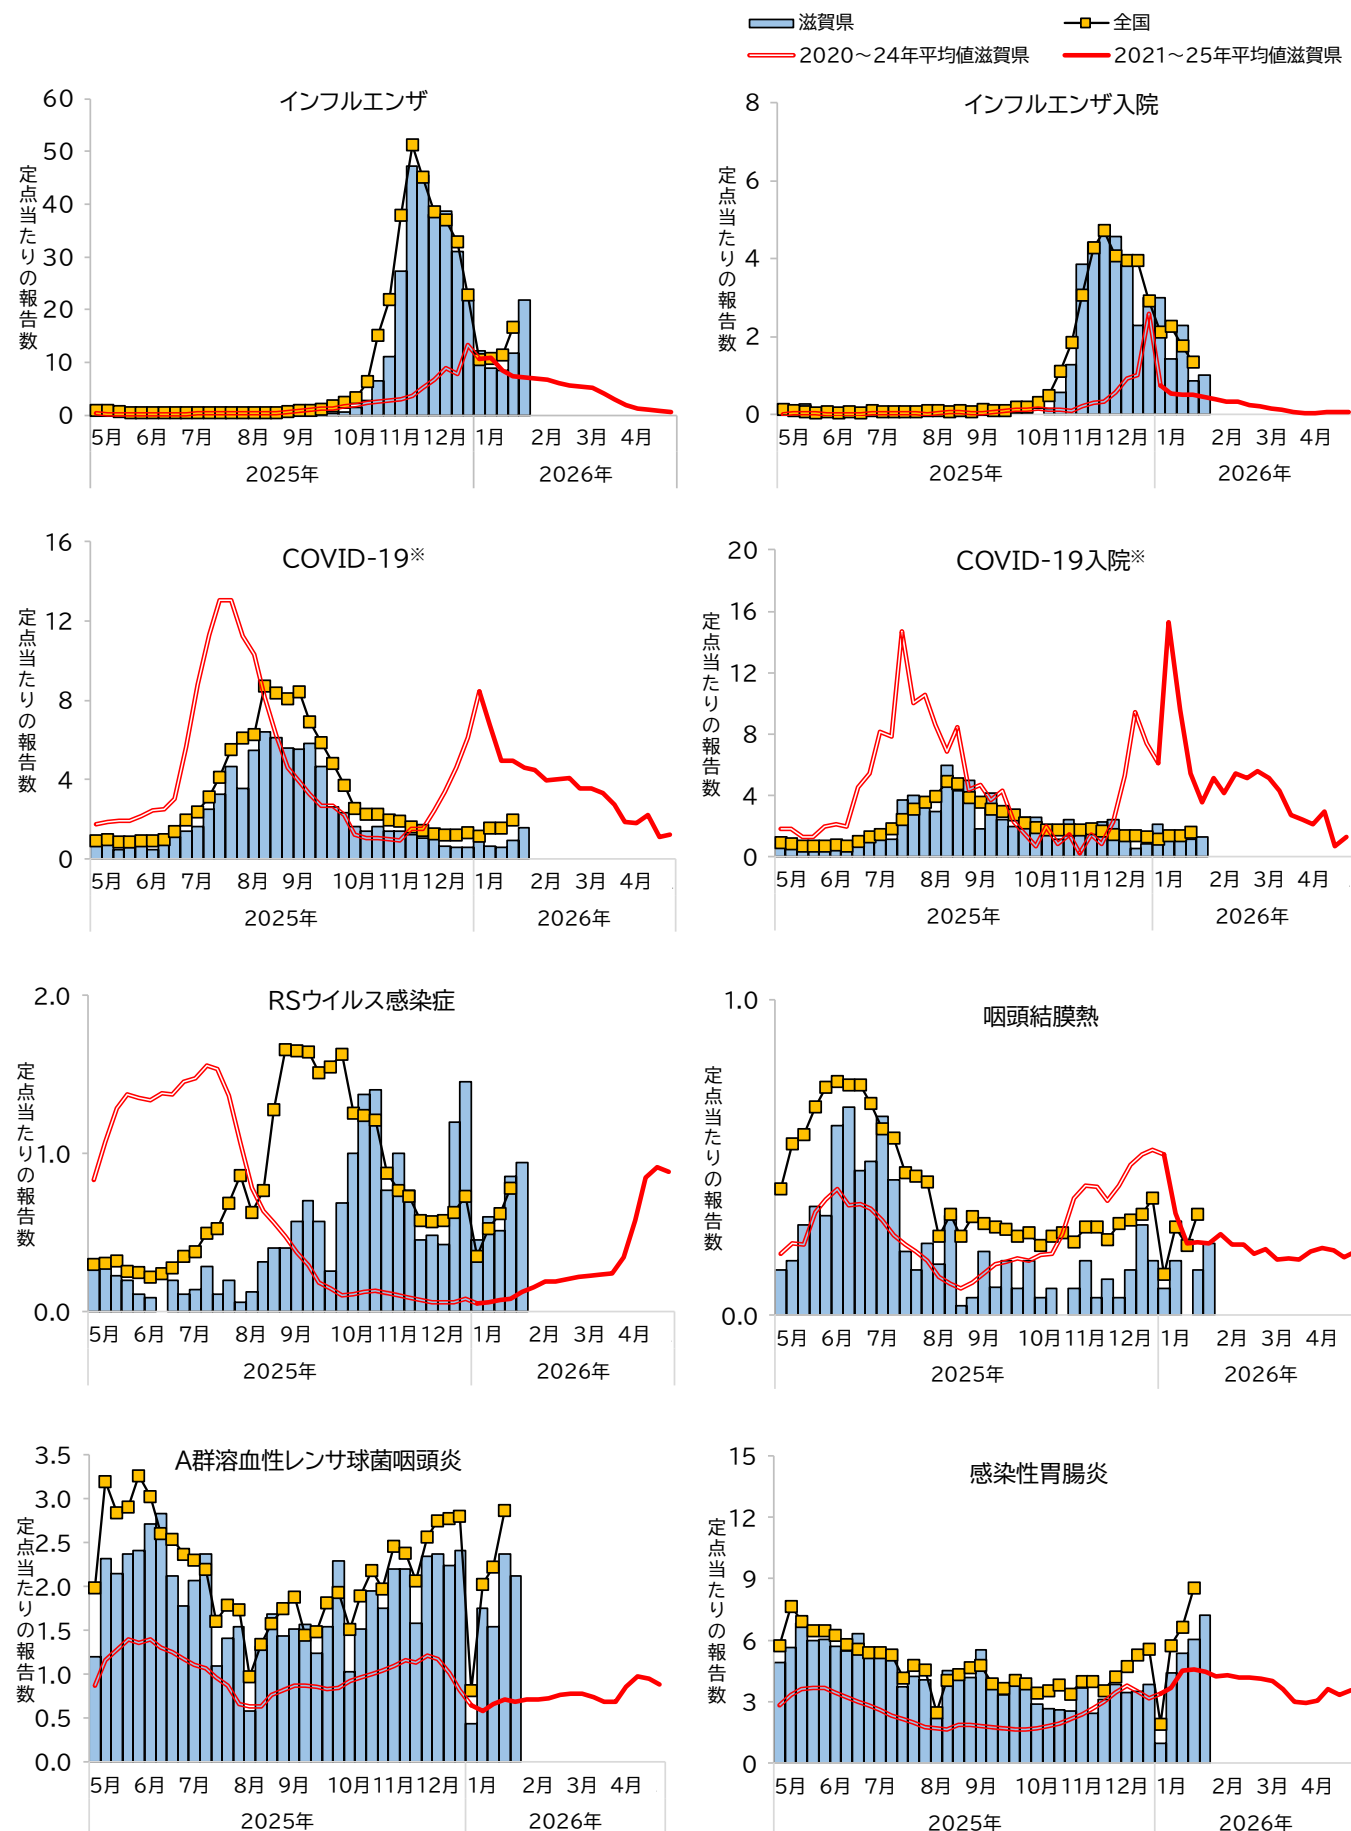 滋賀県 全国
2020～24年平均値滋賀県 2021～25年平均値滋賀県
インフルエンザ
定点当たりの報告数
60
50
40
30
20
10
0
5月 6月 7月 8月 9月 10月 11月 12月 1月 2月 3月 4月
2025年 2026年
インフルエンザ入院
定点当たりの報告数
8
6
4
2
0
5月 6月 7月 8月 9月 10月 11月 12月 1月 2月 3月 4月
2025年 2026年
COVID-19※
定点当たりの報告数
16
12
8
4
0
5月 6月 7月 8月 9月 10月 11月 12月 1月 2月 3月 4月
2025年 2026年
COVID-19入院※
定点当たりの報告数
20
16
12
8
4
0
5月 6月 7月 8月 9月 10月 11月 12月 1月 2月 3月 4月
2025年 2026年
RSウイルス感染症
定点当たりの報告数
2.0
1.0
0.0
5月 6月 7月 8月 9月 10月 11月 12月 1月 2月 3月 4月
2025年 2026年
咽頭結膜熱
定点当たりの報告数
1.0
0.0
5月 6月 7月 8月 9月 10月 11月 12月 1月 2月 3月 4月
2025年 2026年
A群溶血性レンサ球菌咽頭炎
定点当たりの報告数
3.5
3.0
2.5
2.0
1.5
1.0
0.5
0.0
5月 6月 7月 8月 9月 10月 11月 12月 1月 2月 3月 4月
2025年 2026年
感染性胃腸炎
定点当たりの報告数
15
12
9
6
3
0
5月 6月 7月 8月 9月 10月 11月 12月 1月 2月 3月 4月
2025年 2026年